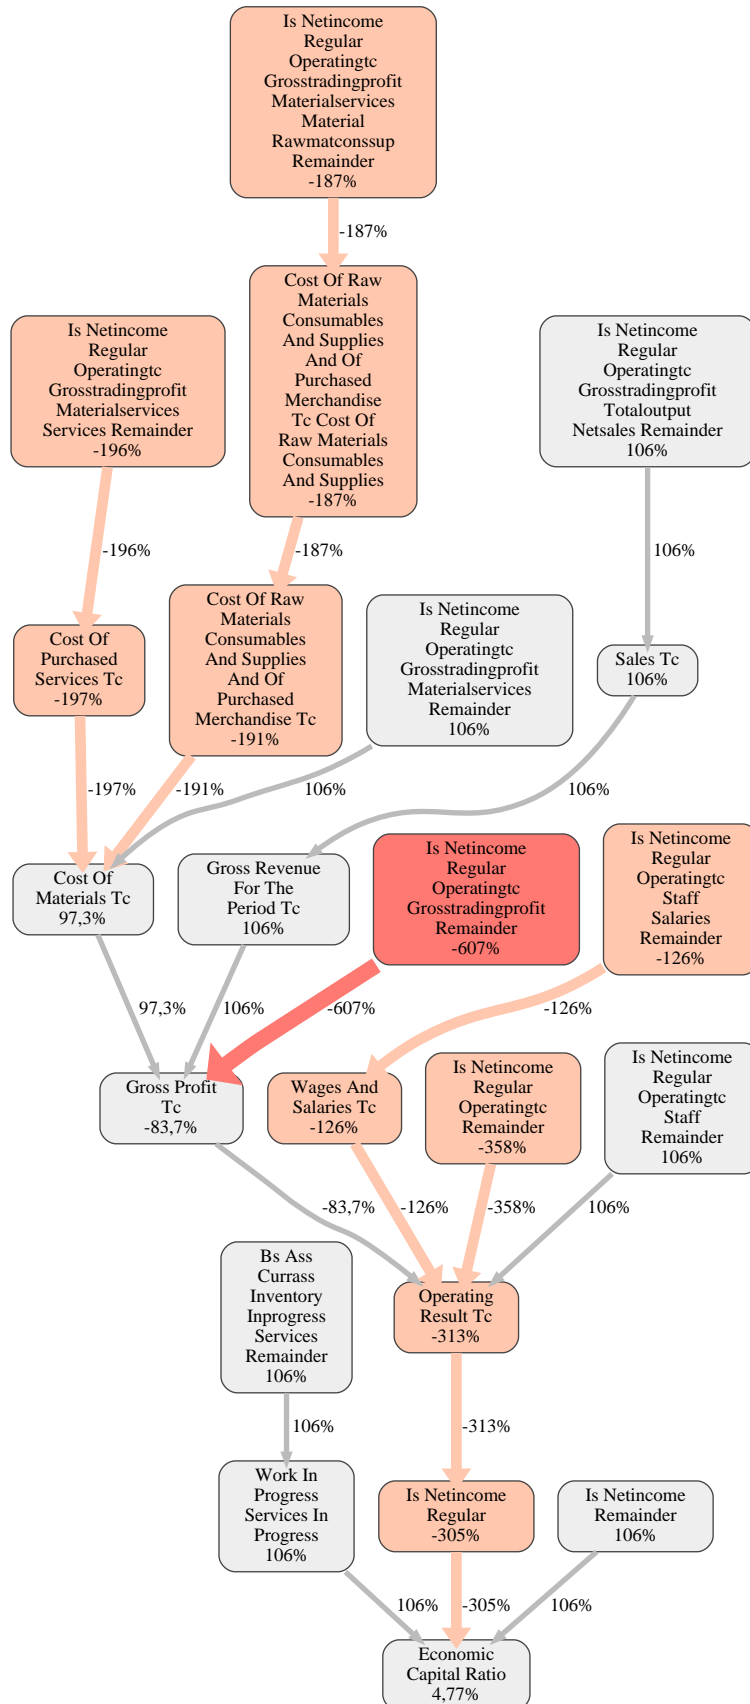 Is Netincome
Regular
Operatingtc
Grosstradingprofit
Materialservices
Material
Rawmatconssup
Remainder
-187%
-187%
Cost Of Raw
Materials
Consumables
And Supplies
And Of
Purchased
Merchandise
Tc Cost Of
Raw Materials
Consumables
And Supplies
-187%
Is Netincome
Regular
Operatingtc
Grosstradingprofit
Materialservices
Services Remainder
-196%
Is Netincome
Regular
Operatingtc
Grosstradingprofit
Totaloutput
Netsales Remainder
106%
-196%
-187%
106%
Cost Of
Purchased
Services Tc
-197%
Cost Of Raw
Materials
Consumables
And Supplies
And Of
Purchased
Merchandise Tc
-191%
Is Netincome
Regular
Operatingtc
Grosstradingprofit
Materialservices
Remainder
106%
Sales Tc
106%
-197%
-191%
106%
106%
Cost Of
Materials Tc
97,3%
Gross Revenue
For The
Period Tc
106%
Is Netincome
Regular
Operatingtc
Grosstradingprofit
Remainder
-607%
Is Netincome
Regular
Operatingtc
Staff
Salaries
Remainder
-126%
97,3%
106%
-607%
-126%
Gross Profit
Tc
-83,7%
Wages And
Salaries Tc
-126%
Is Netincome
Regular
Operatingtc
Remainder
-358%
Is Netincome
Regular
Operatingtc
Staff
Remainder
106%
-83,7%
-126%
-358%
106%
Bs Ass
Currass
Inventory
Inprogress
Services
Remainder
106%
Operating
Result Tc
-313%
106%
-313%
Work In
Progress
Services In
Progress
106%
Is Netincome
Regular
-305%
Is Netincome
Remainder
106%
106%
-305%
106%
Economic
Capital Ratio
4,77%